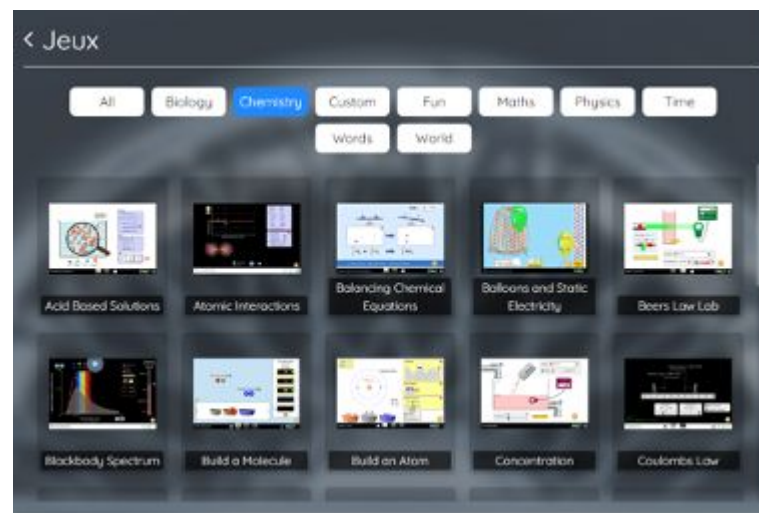 < Jeux
All Biology Chemistry Custom Fun Maths Physics Time
Words World
Acid Based Solutions
Atomic Interactions
Balancing Chemical
Equations
Balloons and Static
Electricity
Beers Law Lab
Blackbody Spectrum
Build a Molecule
Build an Atom
Concentration
Coulombs Law